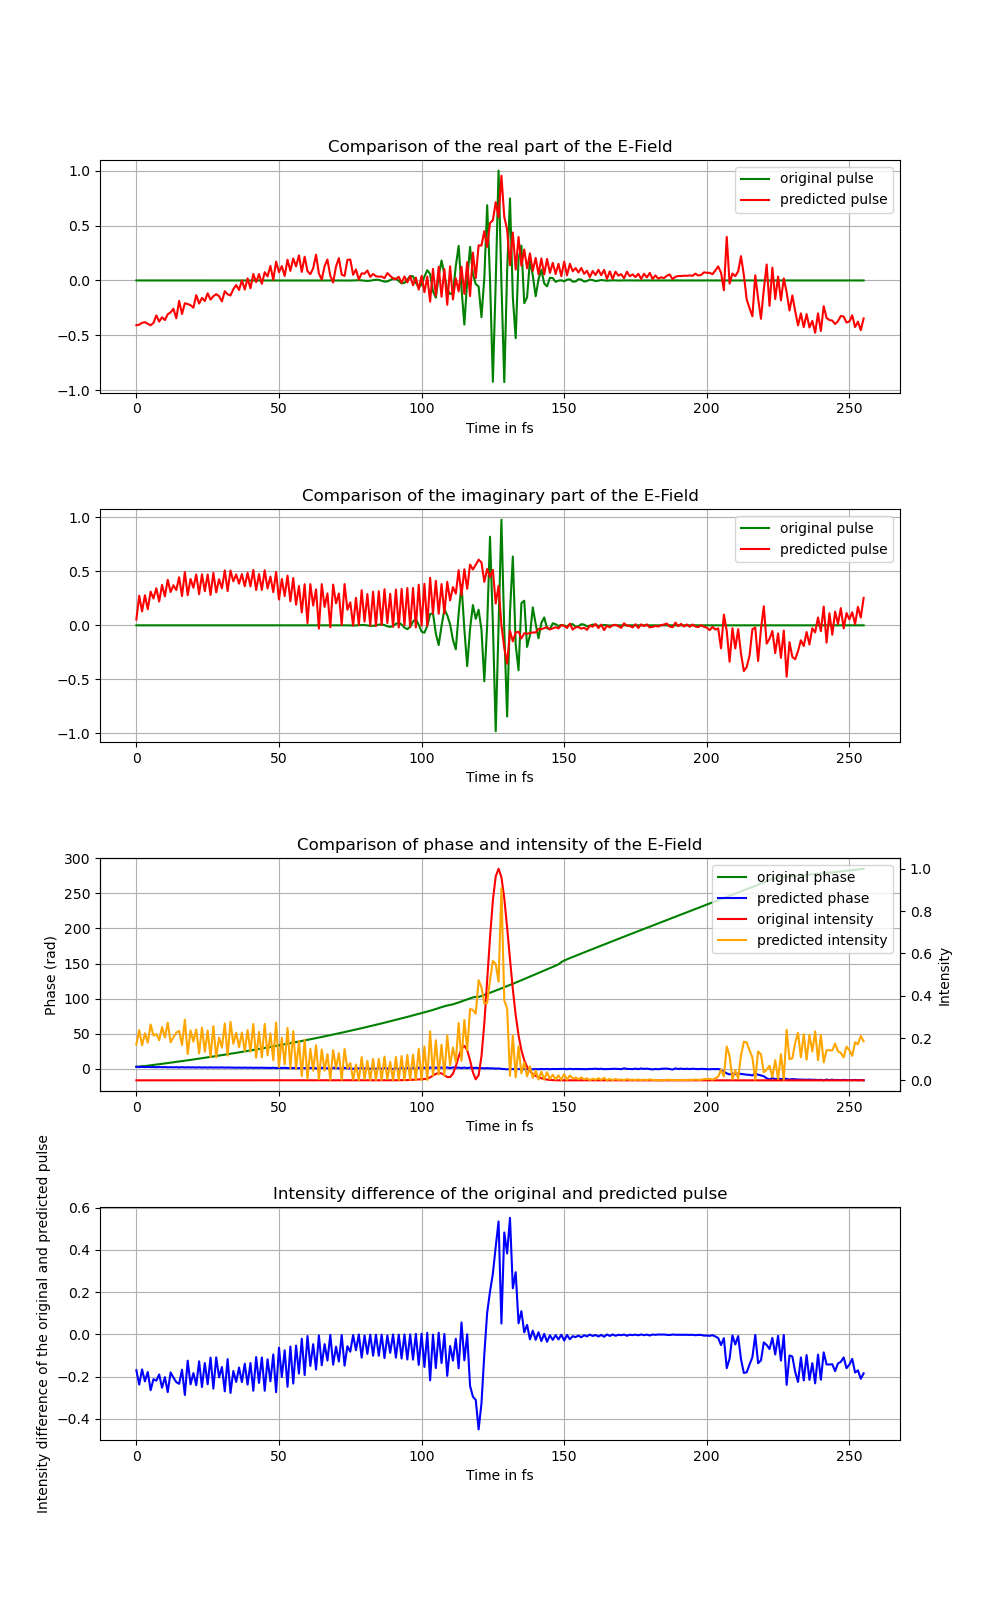 Comparison of the real part of the E-Field
1.0
0.5
0.0
−0.5
−1.0
original pulse
predicted pulse
0 50 100 150 200 250
Time in fs
Comparison of the imaginary part of the E-Field
1.0
0.5
0.0
−0.5
−1.0
original pulse
predicted pulse
0 50 100 150 200 250
Time in fs
Comparison of phase and intensity of the E-Field
Phase (rad)
300
250
200
150
100
50
0
original phase
predicted phase
original intensity
predicted intensity
1.0
0.8
0.6
0.4
0.2
0.0
Intensity
0 50 100 150 200 250
Time in fs
Intensity difference of the original and predicted pulse
Intensity difference of the original and predicted pulse
0.6
0.4
0.2
0.0
−0.2
−0.4
0 50 100 150 200 250
Time in fs